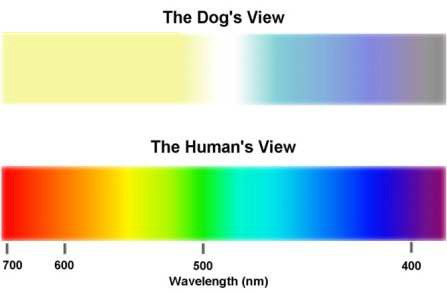 The Dog's View
The Human's View
700 600 500 400
Wavelength (nm)